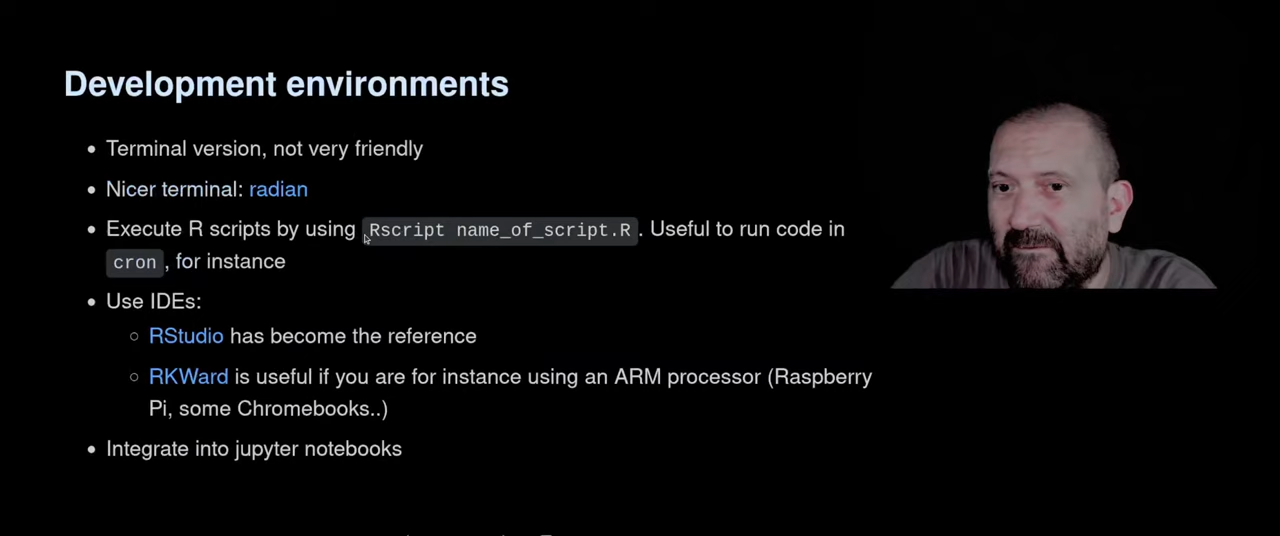 Development environments
Terminal version, not very friendly
Nicer terminal: radian
Execute R scripts by using Rscript name_of_script.R. Useful to run code in
cron, for instance
Use IDEs:
RStudio has become the reference
RKWard is useful if you are for instance using an ARM processor (Raspberry
Pi, some Chromebooks..)
Integrate into jupyter notebooks